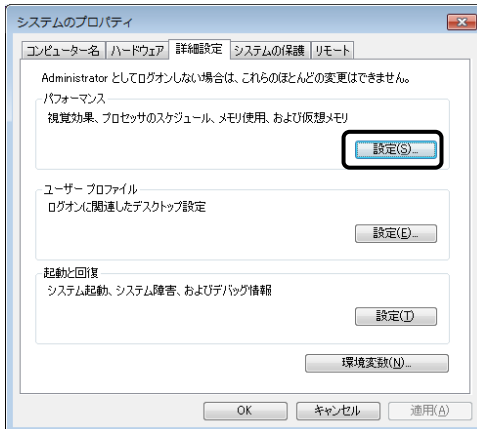 システムのプロパティ
コンピューター名 ハードウェア 詳細設定 システムの保護 リモート
Administrator としてログオンしない場合は、これらのほとんどの変更はできません。
パフォーマンス
視覚効果、プロセッサのスケジュール、メモリ使用、および仮想メモリ
設定(S)...
ユーザー プロファイル
ログオンに関連したデスクトップ設定
設定(E)...
起動と回復
システム起動、システム障害、およびデバッグ情報
設定(T)
環境変数(N)...
OK キャンセル 適用(A)